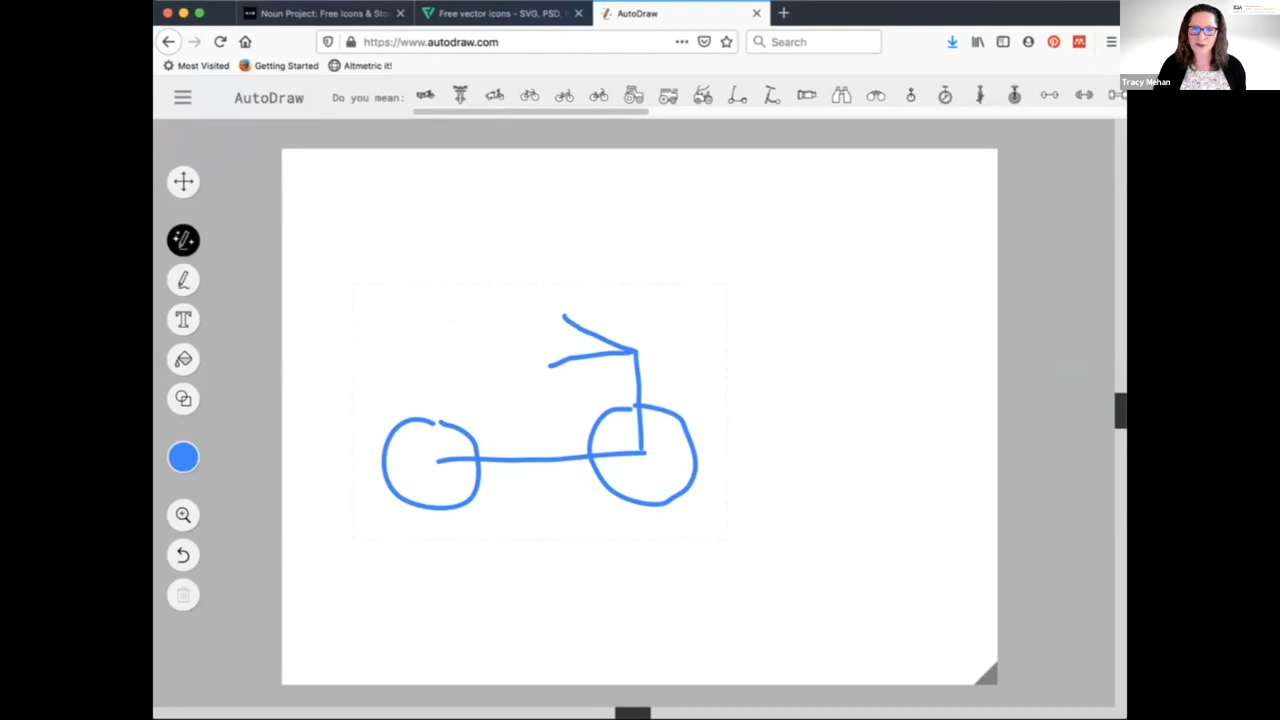 Noun Project: Free Icons & Sto
Free vector icons - SVG, PSD,
AutoDraw
https://www.autodraw.com
Search
Most Visited
Getting Started
Altmetric it!
AutoDraw
Do you mean:
T
Tracy Mehan